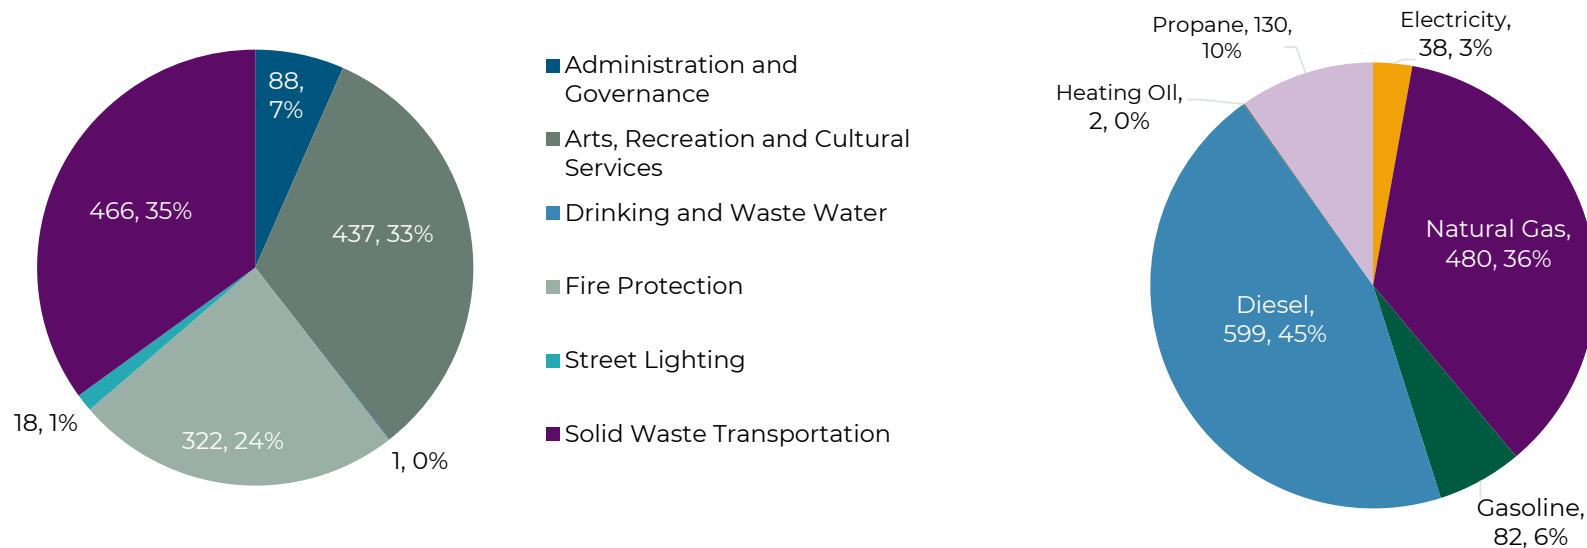 88,
7%
437, 33%
466, 35%
322, 24%
18, 1%
1, 0%
Administration and
Governance
Arts, Recreation and Cultural
Services
Drinking and Waste Water
Fire Protection
Street Lighting
Solid Waste Transportation
Propane, 130,
10%
Electricity,
38, 3%
Heating OIl,
2, 0%
Natural Gas,
480, 36%
Diesel,
599, 45%
Gasoline,
82, 6%